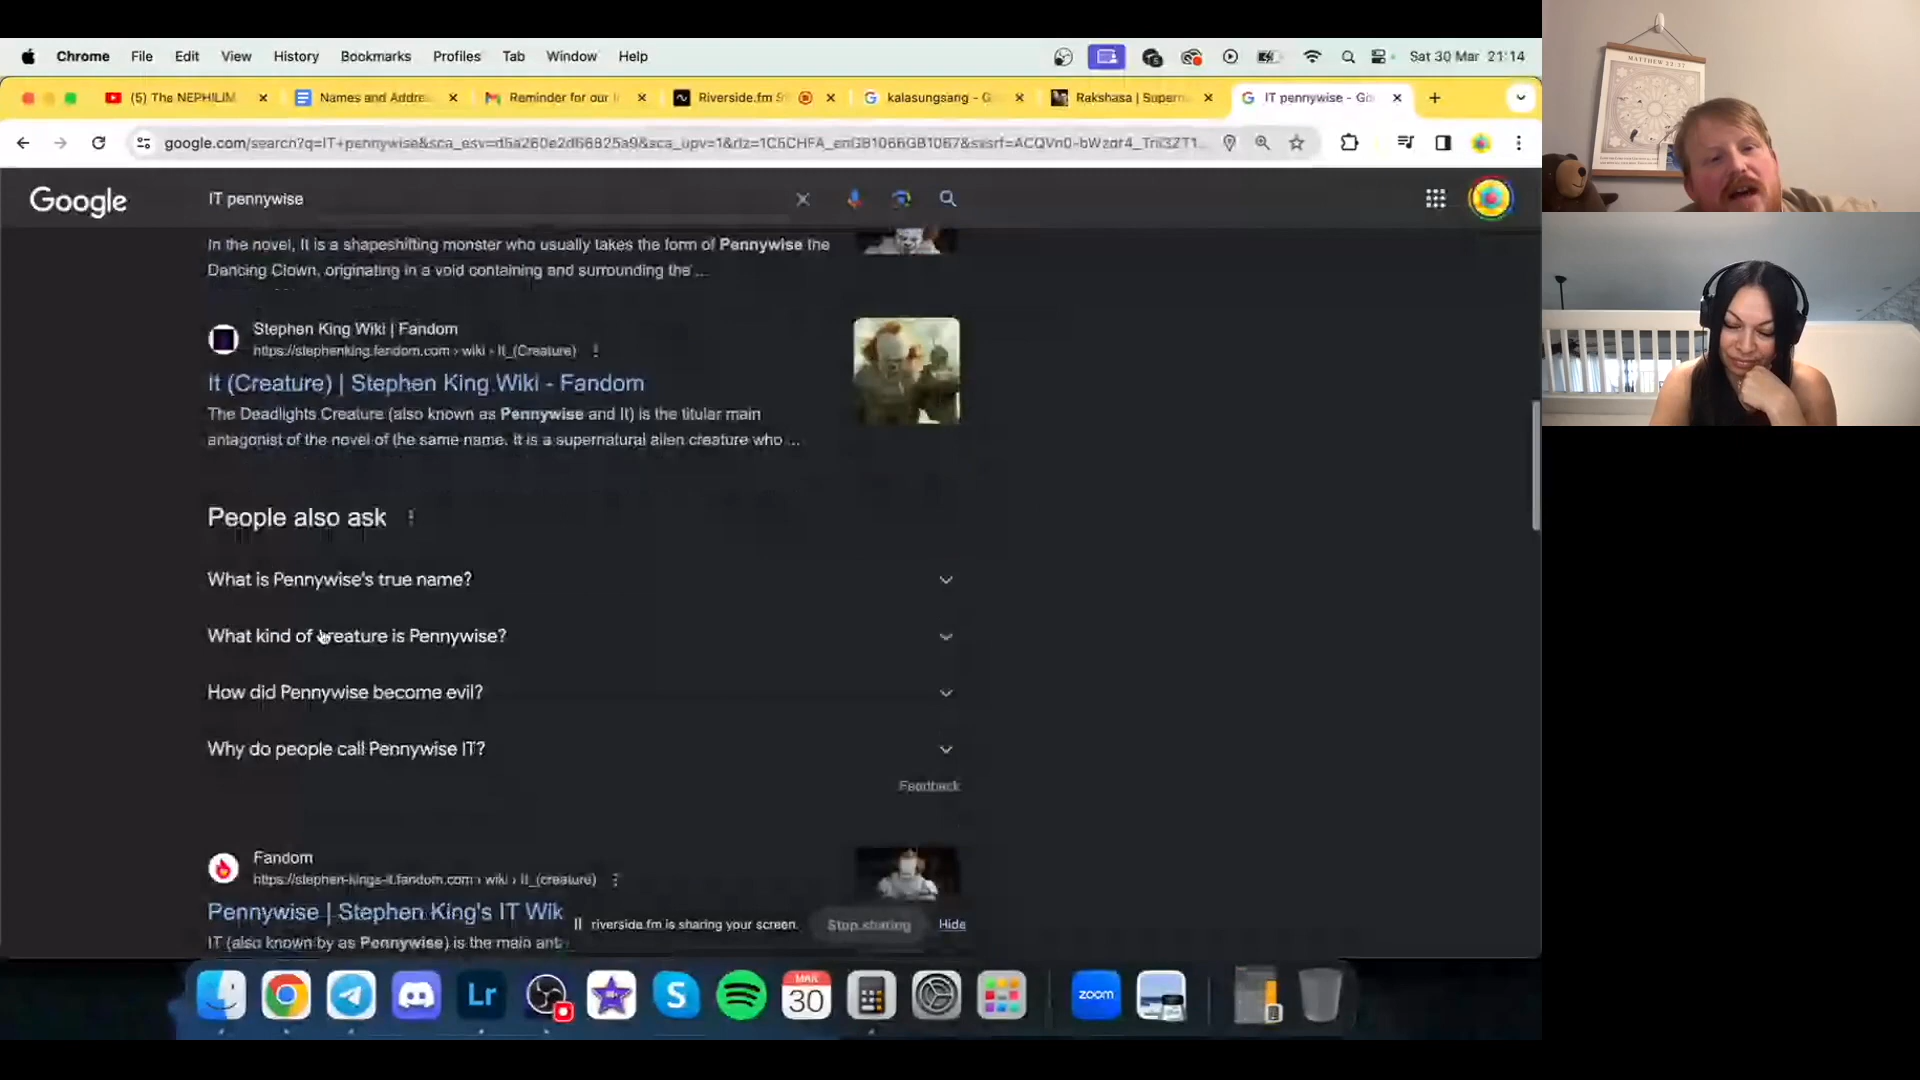 Chrome File Edit View History Bookmarks Profiles Tab Window Help Sat 30 Mar 21:14
(5) The NEPHILIM Names and Addre Reminder for our Riverside.fm S kalasungsang - G Rakshasa | Supern IT pennywise - Go
MATTHEW 22:37
Google IT pennywise
In the novel, It is a shapeshifting monster who usually takes the form of Pennywise the
Dancing Clown, originating in a void containing and surrounding the ...
Stephen King Wiki | Fandom
https://stephenking.fandom.com › wiki › It_(Creature)
It (Creature) | Stephen King Wiki - Fandom
The Deadlights Creature (also known as Pennywise and It) is the titular main
antagonist of the novel of the same name. It is a supernatural alien creature who ...
People also ask
What is Pennywise's true name?
What kind of creature is Pennywise?
How did Pennywise become evil?
Why do people call Pennywise IT?
Feedback
Fandom
https://stephen-kings-it.fandom.com › wiki › It_(creature)
Pennywise | Stephen King's IT Wik
riverside.fm is sharing your screen. Stop sharing Hide
IT (also known by as Pennywise) is the main ant
Lr S MAR 30 zoom